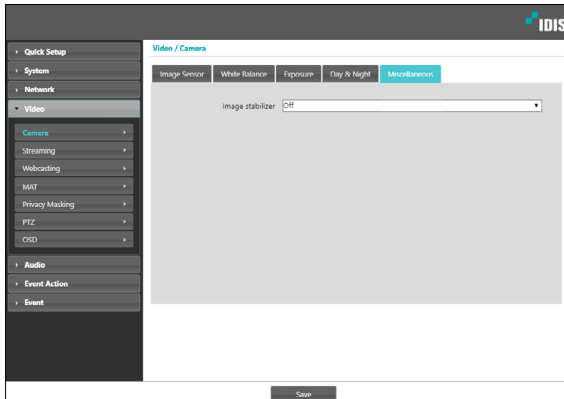 IDIS
Quick Setup
System
Network
Video
Camera
Streaming
Webcasting
MAT
Privacy Masking
PTZ
OSD
Audio
Event Action
Event
Video / Camera
Image Sensor White Balance Exposure Day & Night Miscellaneous
Image stabilizer Off
Save